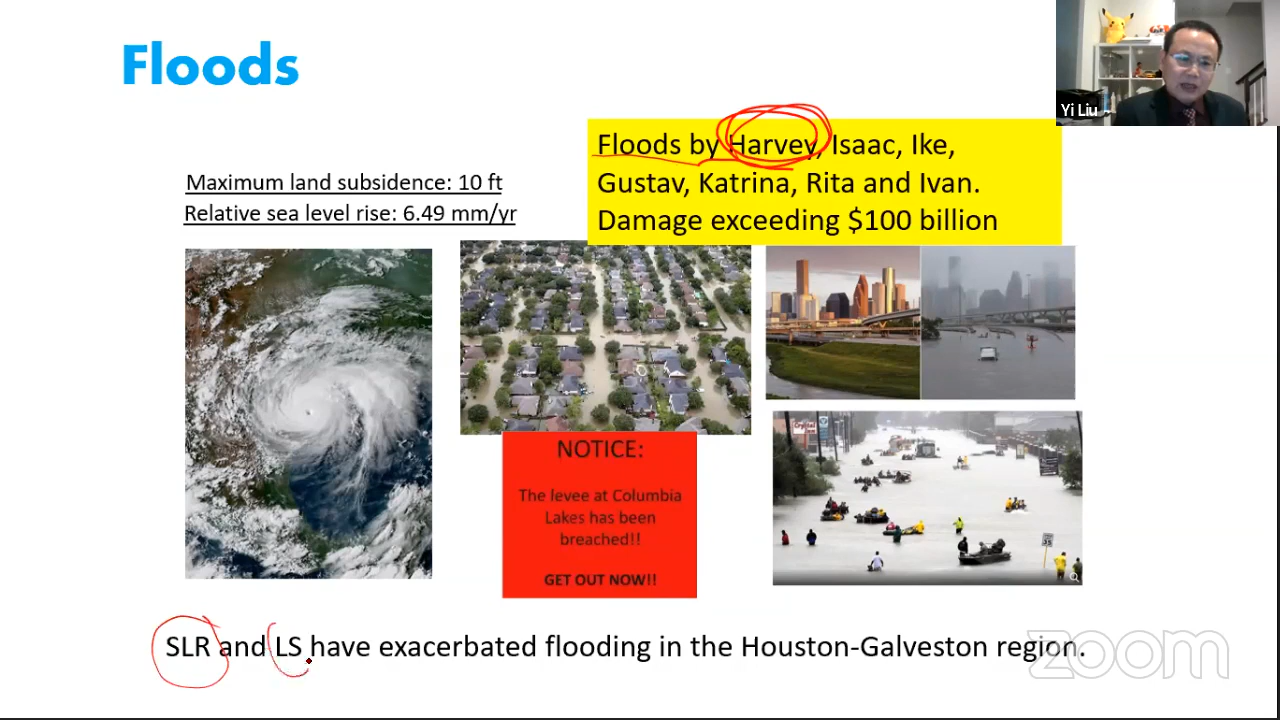 Floods
Yi Liu
Floods by Harvey, Isaac, Ike,
Gustav, Katrina, Rita and Ivan.
Damage exceeding $100 billion
Maximum land subsidence: 10 ft
Relative sea level rise: 6.49 mm/yr
NOTICE:
The levee at Columbia
Lakes has been
breached!!
GET OUT NOW!!
35
SLR and LS have exacerbated flooding in the Houston-Galveston region.
zoom